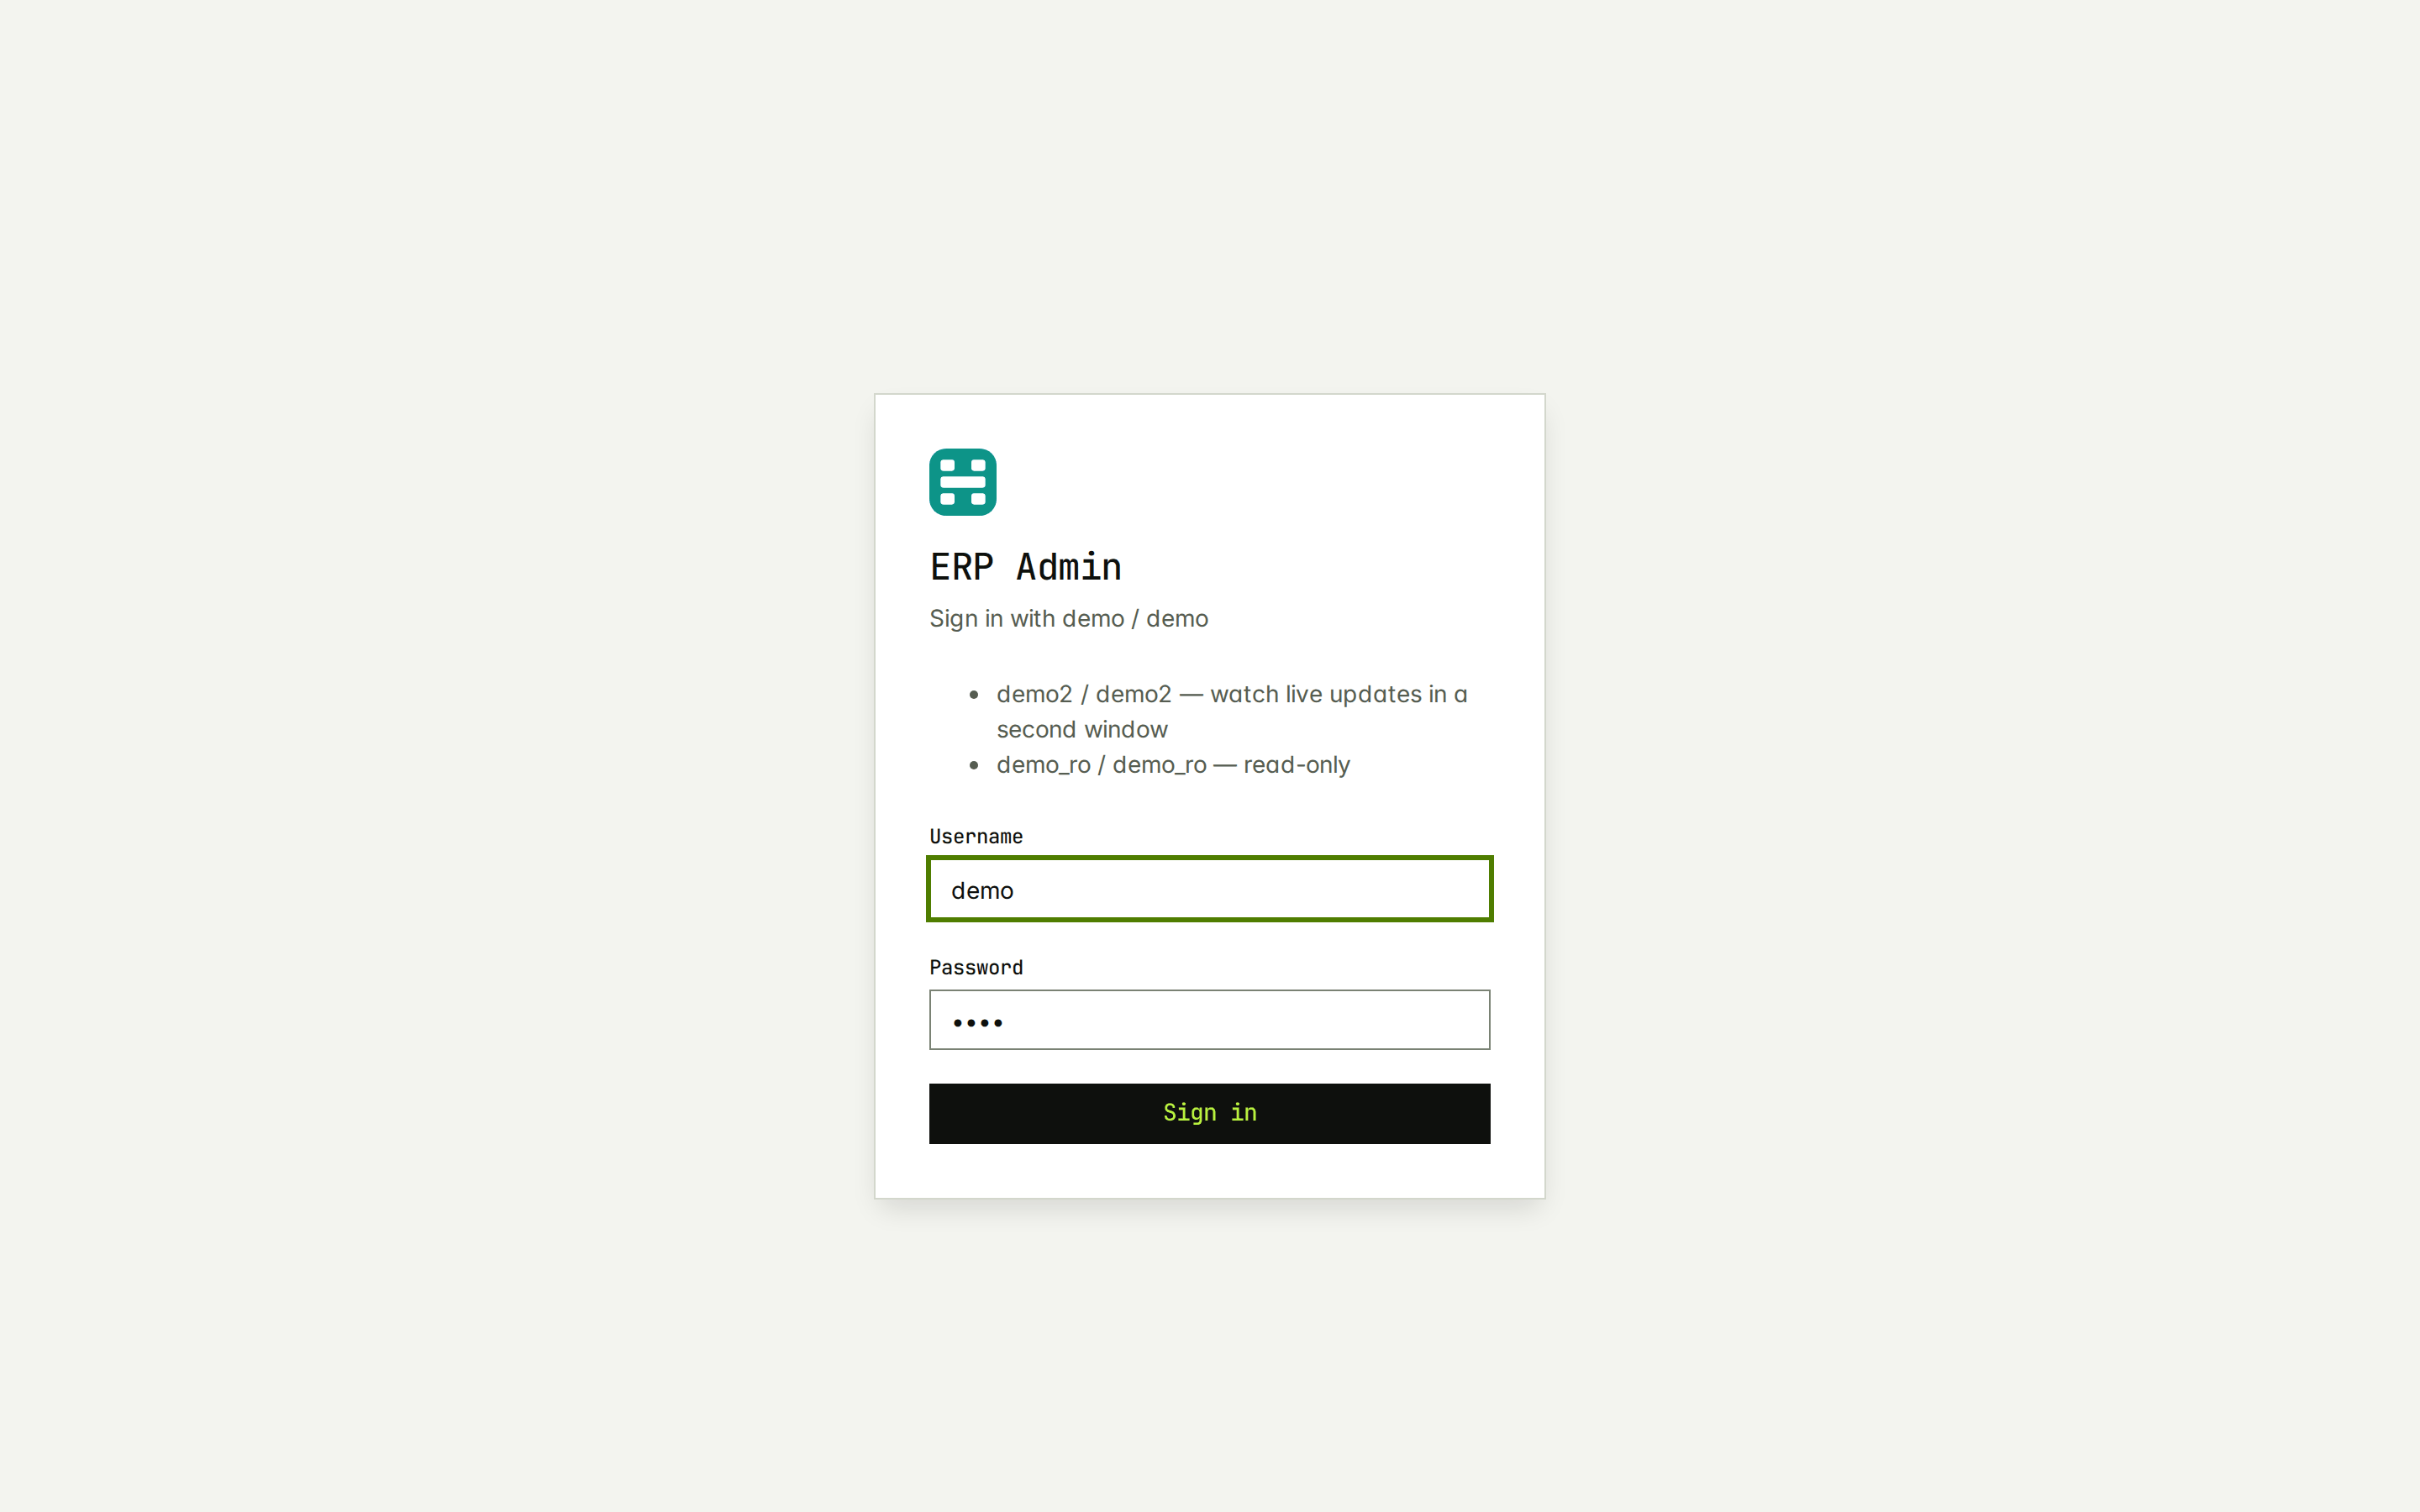 ERP Admin
Sign in with demo / demo
• demo2 / demo2 — watch live updates in a
second window
• demo_ro / demo_ro — read-only
Username
demo
Password
••••
Sign in